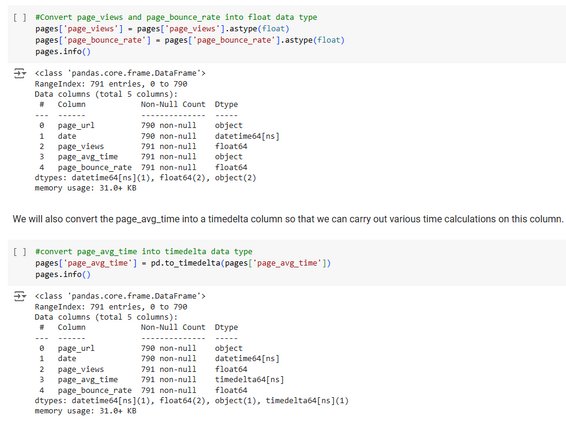 [ ] #Convert page_views and page_bounce_rate into float data type
pages['page_views'] = pages['page_views'].astype(float)
pages['page_bounce_rate'] = pages['page_bounce_rate'].astype(float)
pages.info()
<class 'pandas.core.frame.DataFrame'>
RangeIndex: 791 entries, 0 to 790
Data columns (total 5 columns):
 #   Column            Non-Null Count  Dtype
---  ------            --------------  -----
 0   page_url          790 non-null    object
 1   date              790 non-null    datetime64[ns]
 2   page_views        791 non-null    float64
 3   page_avg_time     791 non-null    object
 4   page_bounce_rate  791 non-null    float64
dtypes: datetime64[ns](1), float64(2), object(2)
memory usage: 31.0+ KB
We will also convert the page_avg_time into a timedelta column so that we can carry out various time calculations on this column.
[ ] #convert page_avg_time into timedelta data type
pages['page_avg_time'] = pd.to_timedelta(pages['page_avg_time'])
pages.info()
<class 'pandas.core.frame.DataFrame'>
RangeIndex: 791 entries, 0 to 790
Data columns (total 5 columns):
 #   Column            Non-Null Count  Dtype
---  ------            --------------  -----
 0   page_url          790 non-null    object
 1   date              790 non-null    datetime64[ns]
 2   page_views        791 non-null    float64
 3   page_avg_time     791 non-null    timedelta64[ns]
 4   page_bounce_rate  791 non-null    float64
dtypes: datetime64[ns](1), float64(2), object(1), timedelta64[ns](1)
memory usage: 31.0+ KB